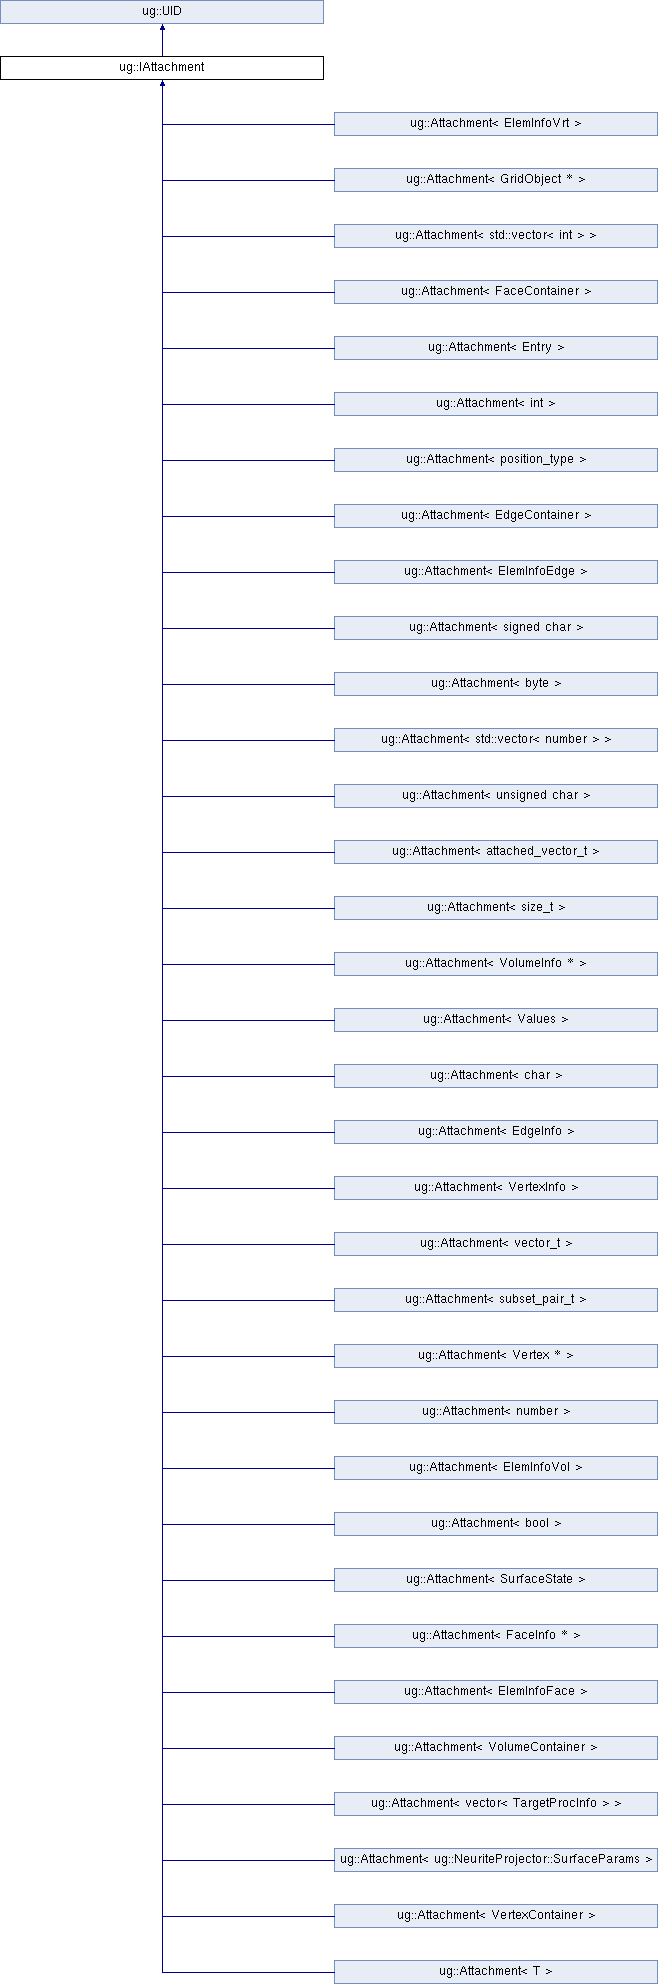 ug::UID
ug::IAttachment
ug::Attachment< ElemInfoVrt >
ug::Attachment< GridObject * >
ug::Attachment< std::vector< int > >
ug::Attachment< FaceContainer >
ug::Attachment< Entry >
ug::Attachment< int >
ug::Attachment< position_type >
ug::Attachment< EdgeContainer >
ug::Attachment< ElemInfoEdge >
ug::Attachment< signed char >
ug::Attachment< byte >
ug::Attachment< std::vector< number > >
ug::Attachment< unsigned char >
ug::Attachment< attached_vector_t >
ug::Attachment< size_t >
ug::Attachment< VolumeInfo * >
ug::Attachment< Values >
ug::Attachment< char >
ug::Attachment< EdgeInfo >
ug::Attachment< VertexInfo >
ug::Attachment< vector_t >
ug::Attachment< subset_pair_t >
ug::Attachment< Vertex * >
ug::Attachment< number >
ug::Attachment< ElemInfoVol >
ug::Attachment< bool >
ug::Attachment< SurfaceState >
ug::Attachment< FaceInfo * >
ug::Attachment< ElemInfoFace >
ug::Attachment< VolumeContainer >
ug::Attachment< vector< TargetProcInfo > >
ug::Attachment< ug::NeuriteProjector::SurfaceParams >
ug::Attachment< VertexContainer >
ug::Attachment< T >